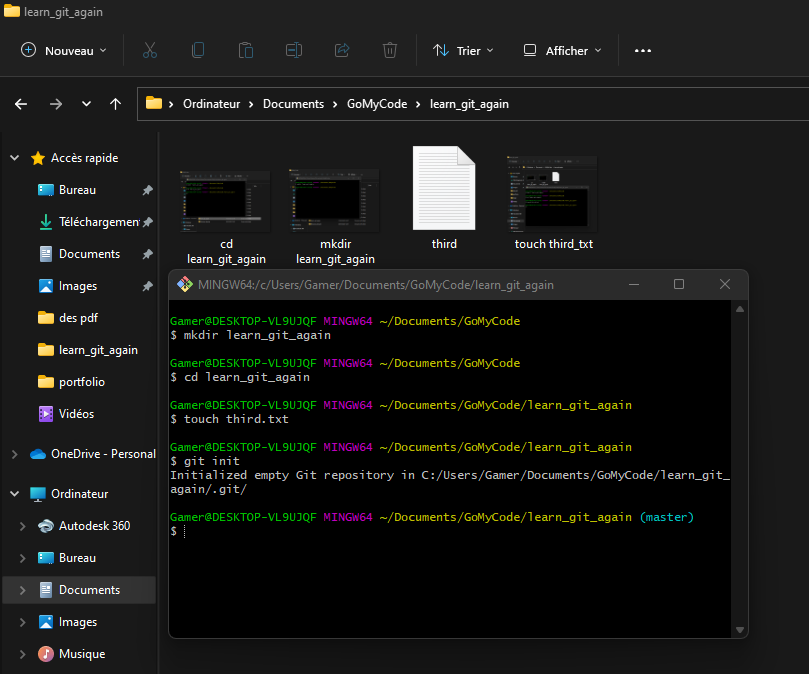 learn_git_again
Nouveau
Trier
Afficher
Ordinateur
Documents
GoMyCode
learn_git_again
Accès rapide
Bureau
Téléchargemen
Documents
Images
des pdf
learn_git_again
portfolio
Vidéos
OneDrive - Personal
Ordinateur
Autodesk 360
Bureau
Documents
Images
Musique
cd
learn_git_again
mkdir
learn_git_again
third
touch third_txt
MINGW64:/c/Users/Gamer/Documents/GoMyCode/learn_git_again
Gamer@DESKTOP-VL9UJQF MINGW64 ~/Documents/GoMyCode
$ mkdir learn_git_again
Gamer@DESKTOP-VL9UJQF MINGW64 ~/Documents/GoMyCode
$ cd learn_git_again
Gamer@DESKTOP-VL9UJQF MINGW64 ~/Documents/GoMyCode/learn_git_again
$ touch third.txt
Gamer@DESKTOP-VL9UJQF MINGW64 ~/Documents/GoMyCode/learn_git_again
$ git init
Initialized empty Git repository in C:/Users/Gamer/Documents/GoMyCode/learn_git_
again/.git/
Gamer@DESKTOP-VL9UJQF MINGW64 ~/Documents/GoMyCode/learn_git_again (master)
$